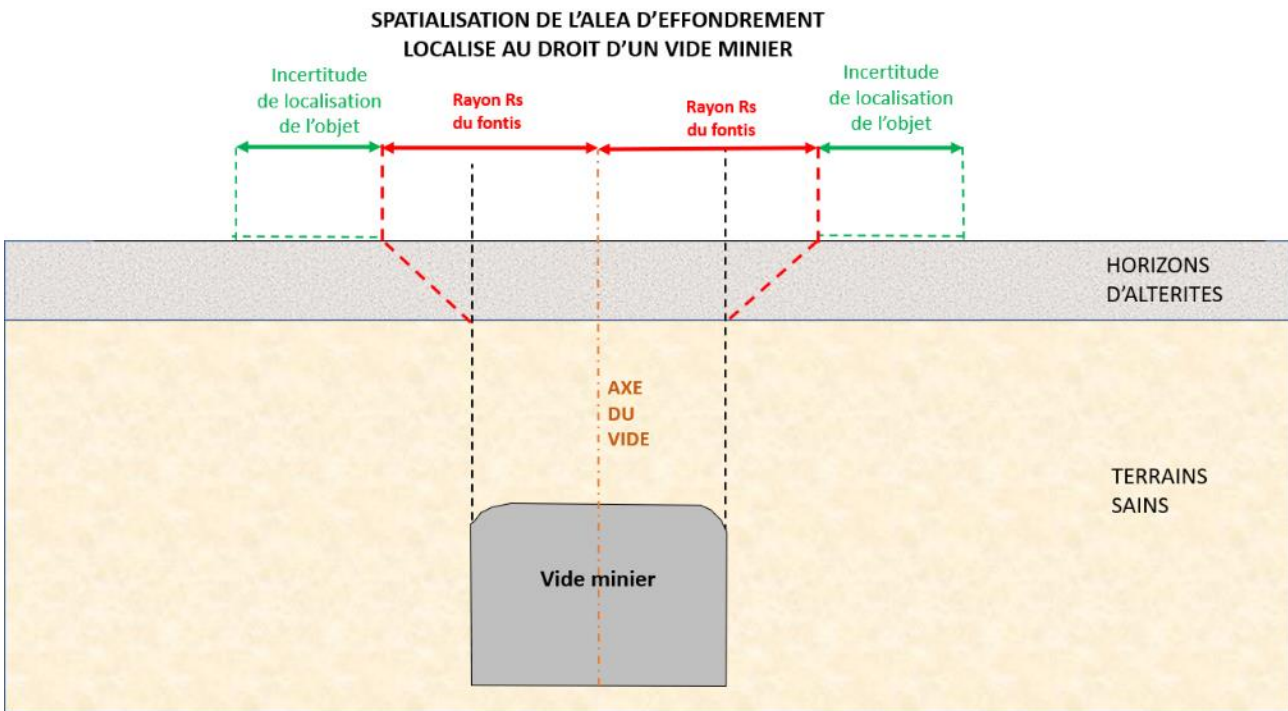 SPATIALISATION DE L'ALEA D'EFFONDREMENT
LOCALISE AU DROIT D'UN VIDE MINIER
Incertitude
de localisation
de l'objet
Rayon Rs
du fontis
Rayon Rs
du fontis
Incertitude
de localisation
de l'objet
HORIZONS
D'ALTERITES
AXE
DU
VIDE
TERRAINS
SAINS
Vide minier